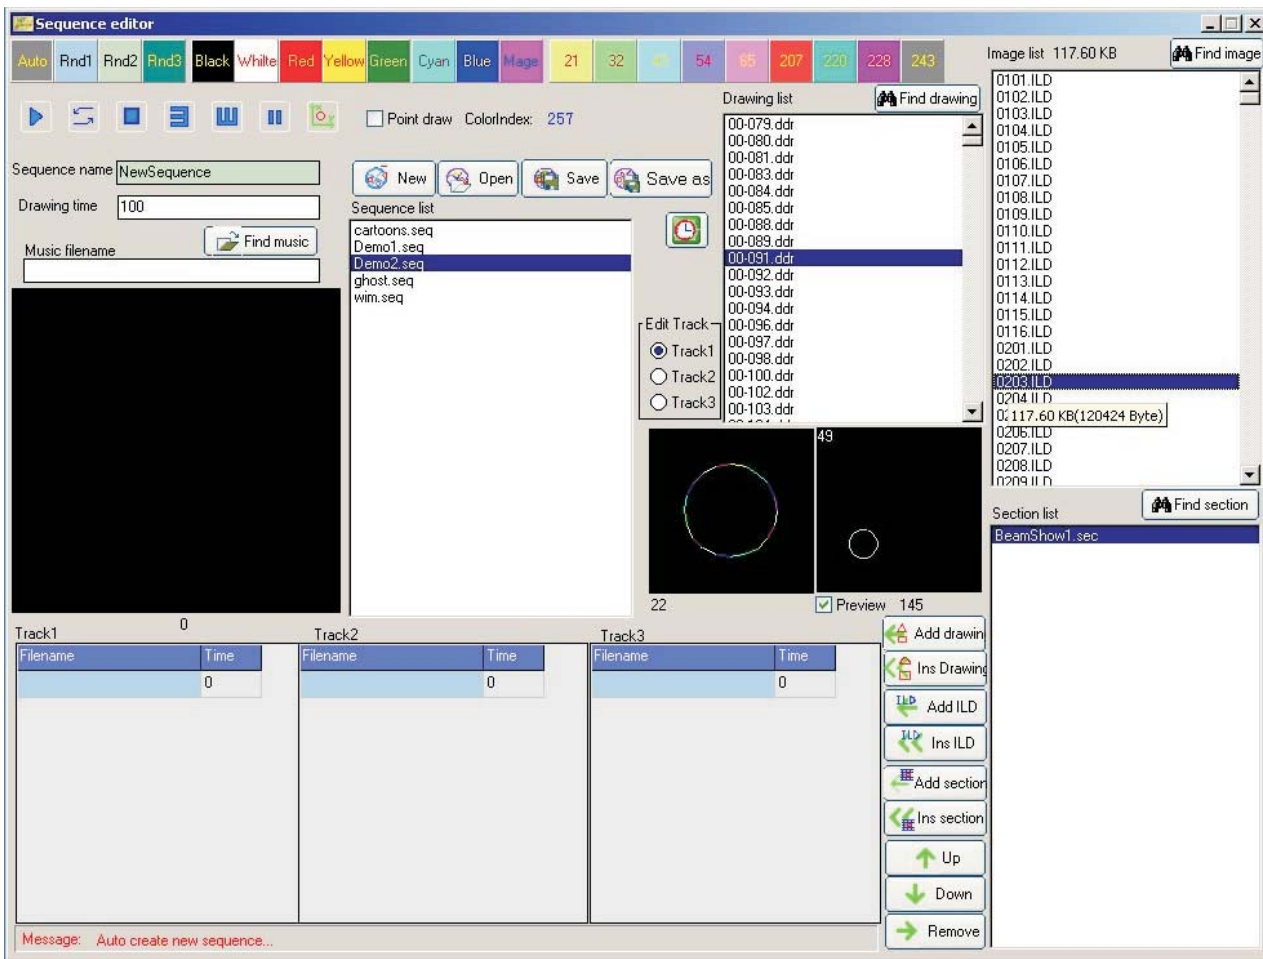 Sequence editor
Auto Rnd1 Rnd2 Rnd3 Black Whilte Red Yellow Green Cyan Blue Mage 21 32 54 65 207 220 228 243
Image list 117.60 KB
Find image
Point draw ColorIndex: 257
Drawing list
Find drawing
Sequence name NewSequence
Drawing time 100
Music filename
Find music
New
Open
Save
Save as
Sequence list
cartoons.seq
Demo1.seq
Demo2.seq
ghost.seq
wim.seq
Edit Track
Track1
Track2
Track3
00-079.ddr
00-080.ddr
00-081.ddr
00-083.ddr
00-084.ddr
00-085.ddr
00-088.ddr
00-089.ddr
00-091.ddr
00-092.ddr
00-093.ddr
00-094.ddr
00-096.ddr
00-097.ddr
00-098.ddr
00-100.ddr
00-102.ddr
00-103.ddr
0101.ILD
0102.ILD
0103.ILD
0104.ILD
0105.ILD
0106.ILD
0107.ILD
0108.ILD
0109.ILD
0110.ILD
0111.ILD
0112.ILD
0113.ILD
0114.ILD
0115.ILD
0116.ILD
0201.ILD
0202.ILD
0203.ILD
0204.ILD
117.60 KB(120424 Byte)
0206.ILD
0207.ILD
0208.ILD
0209.ILD
49
22
Preview 145
Section list
Find section
BeamShow1.sec
0
Track1
Filename Time
0
Track2
Filename Time
0
Track3
Filename Time
0
Add drawin
Ins Drawing
ILD Add ILD
ILD Ins ILD
Add section
Ins section
Up
Down
Remove
Message: Auto create new sequence...